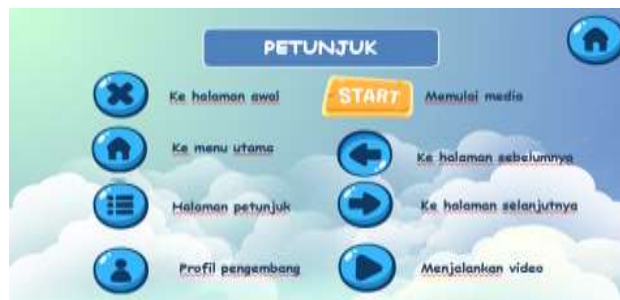 PETUNJUK
Ke halaman awal
START
Memulai media
Ke menu utama
Ke halaman sebelumnya
Halaman petunjuk
Ke halaman selanjutnya
Profil pengembang
Menjalankan video